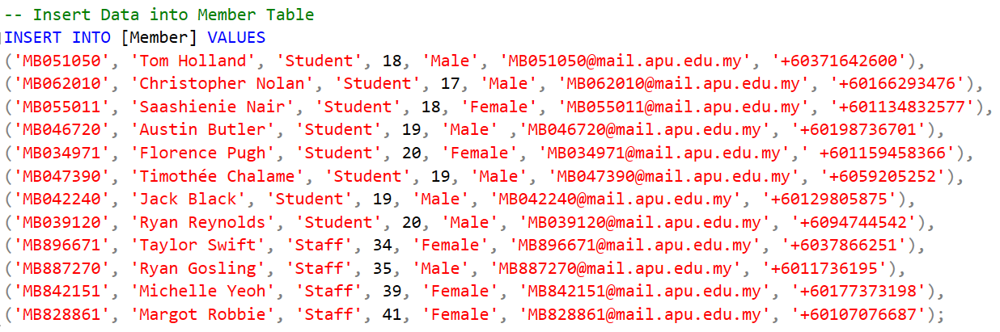 -- Insert Data into Member Table
INSERT INTO [Member] VALUES
('MB051050', 'Tom Holland', 'Student', 18, 'Male', 'MB051050@mail.apu.edu.my', '+60371642600'),
('MB062010', 'Christopher Nolan', 'Student', 17, 'Male', 'MB062010@mail.apu.edu.my', '+60166293476'),
('MB055011', 'Saashienie Nair', 'Student', 18, 'Female', 'MB055011@mail.apu.edu.my', '+601134832577'),
('MB046720', 'Austin Butler', 'Student', 19, 'Male' ,'MB046720@mail.apu.edu.my', '+60198736701'),
('MB034971', 'Florence Pugh', 'Student', 20, 'Female', 'MB034971@mail.apu.edu.my',' +601159458366'),
('MB047390', 'Timothée Chalame', 'Student', 19, 'Male', 'MB047390@mail.apu.edu.my', '+6059205252'),
('MB042240', 'Jack Black', 'Student', 19, 'Male', 'MB042240@mail.apu.edu.my', '+60129805875'),
('MB039120', 'Ryan Reynolds', 'Student', 20, 'Male', 'MB039120@mail.apu.edu.my', '+6094744542'),
('MB896671', 'Taylor Swift', 'Staff', 34, 'Female', 'MB896671@mail.apu.edu.my', '+6037866251'),
('MB887270', 'Ryan Gosling', 'Staff', 35, 'Male', 'MB887270@mail.apu.edu.my', '+6011736195'),
('MB842151', 'Michelle Yeoh', 'Staff', 39, 'Female', 'MB842151@mail.apu.edu.my', '+60177373198'),
('MB828861', 'Margot Robbie', 'Staff', 41, 'Female', 'MB828861@mail.apu.edu.my', '+60107076687');